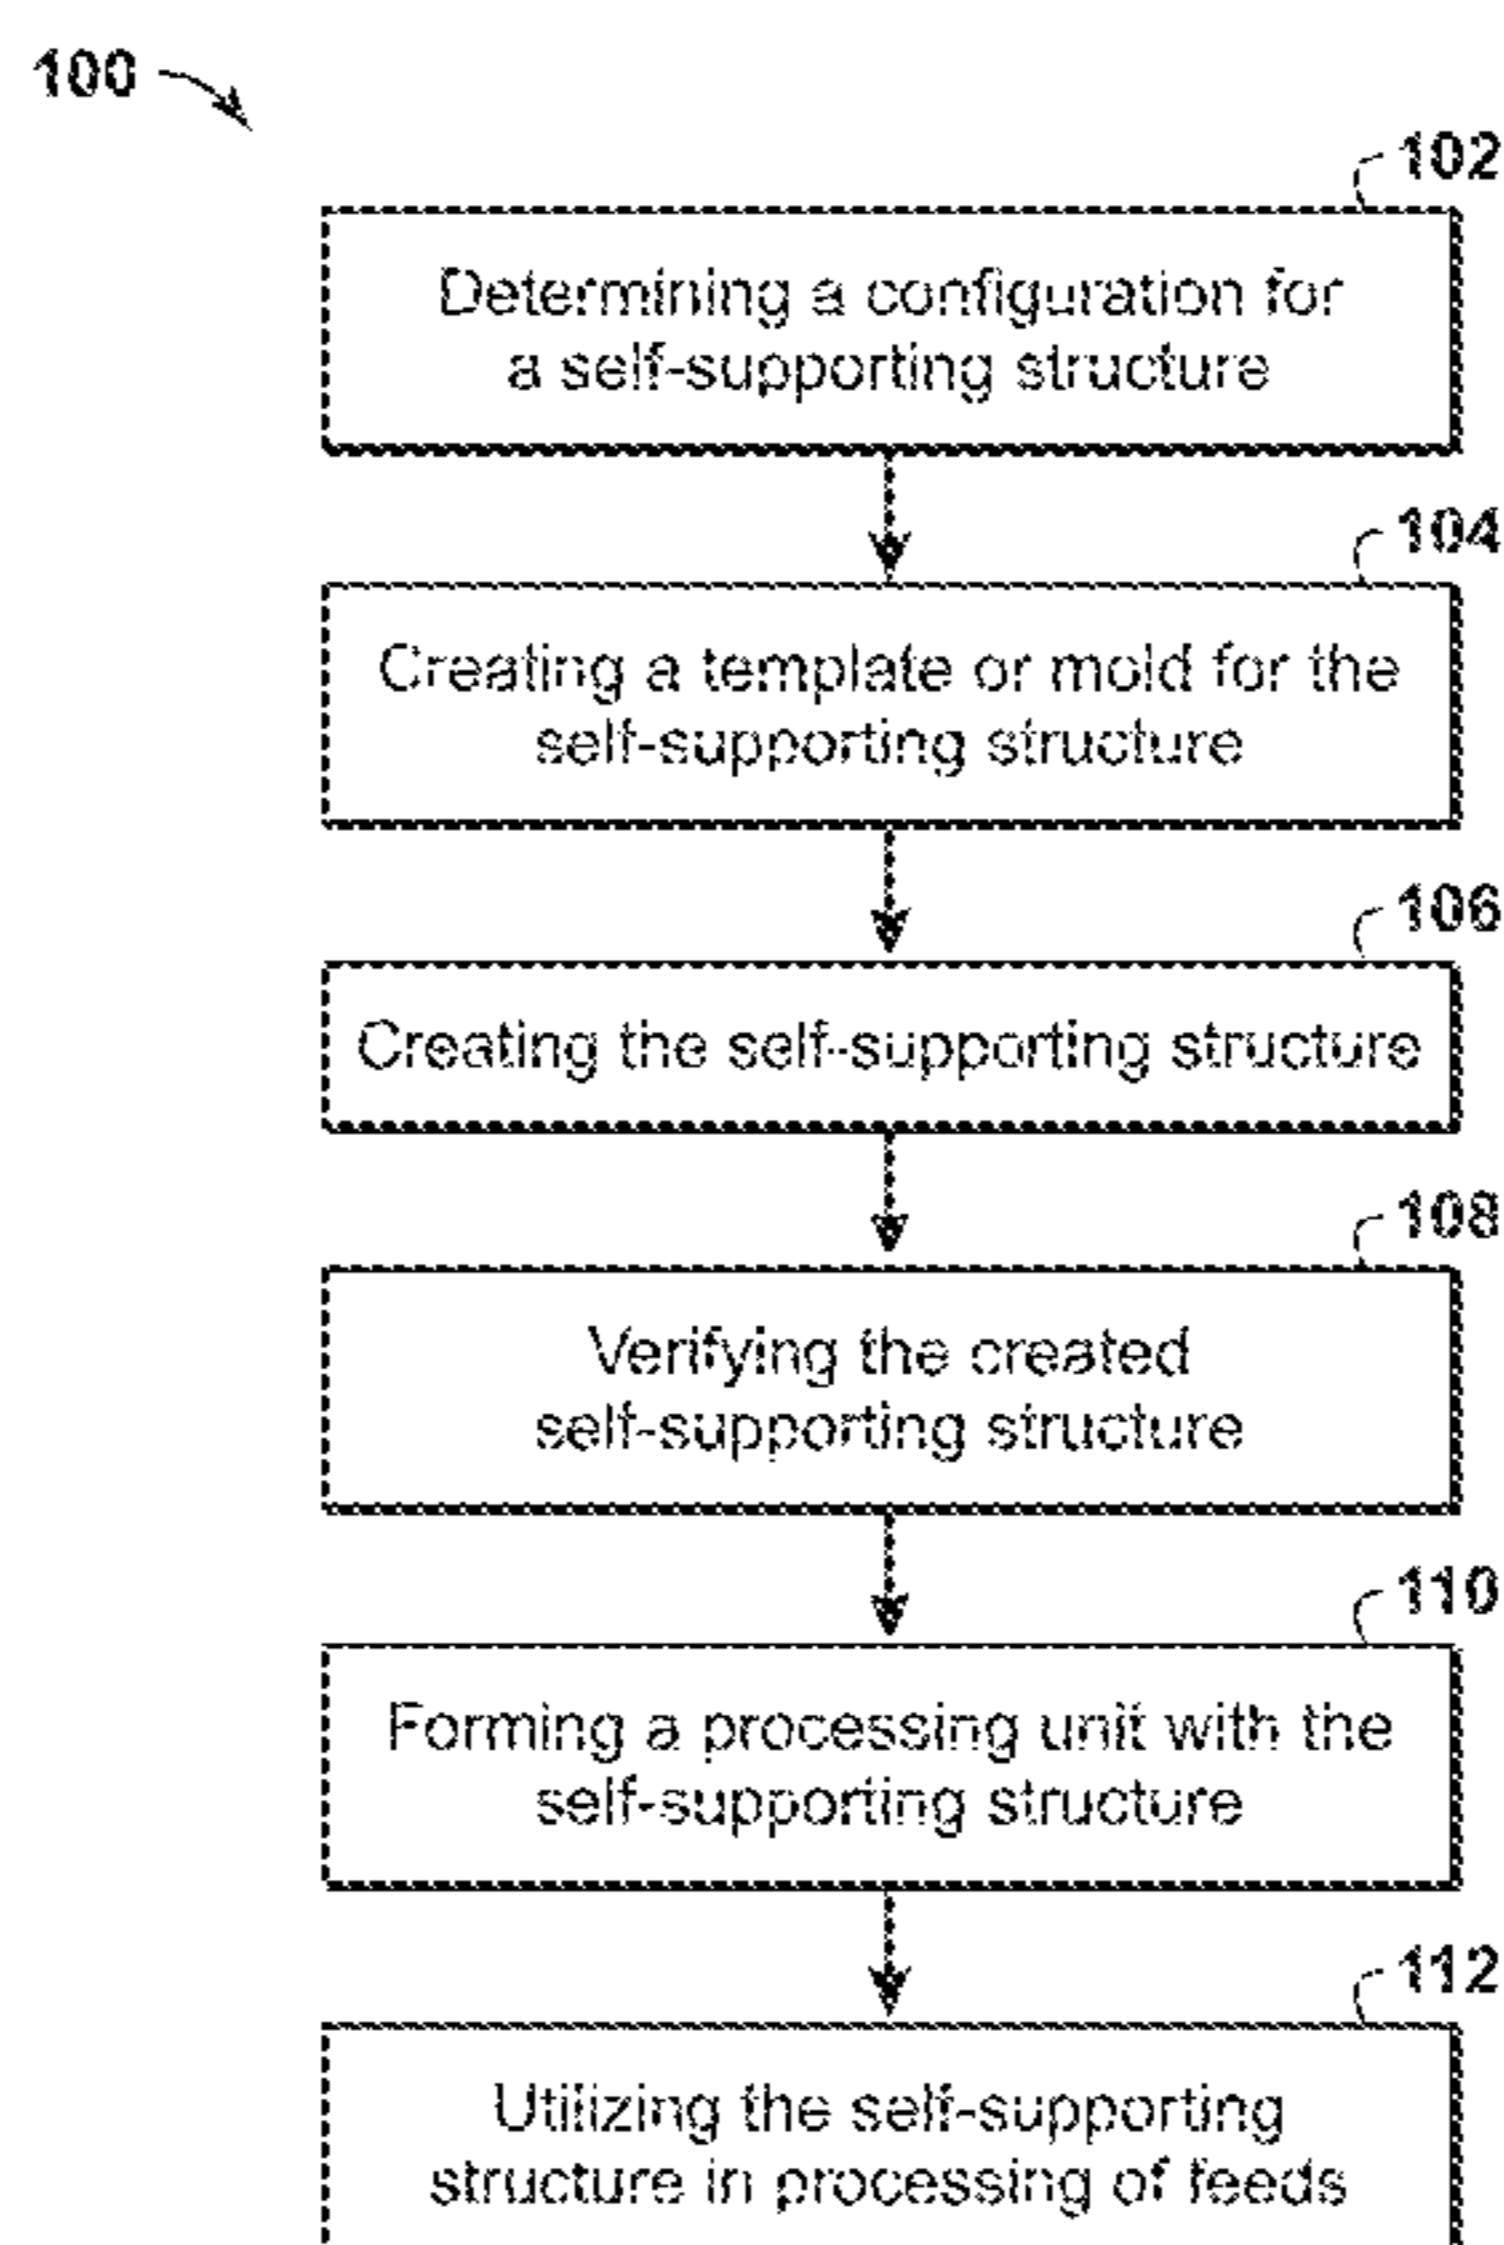 100
102
Determining a configuration for
a self-supporting structure
104
Creating a template or mold for the
self-supporting structure
106
Creating the self-supporting structure
108
Verifying the created
self-supporting structure
110
Forming a processing unit with the
self-supporting structure
112
Utilizing the self-supporting
structure in processing of feeds